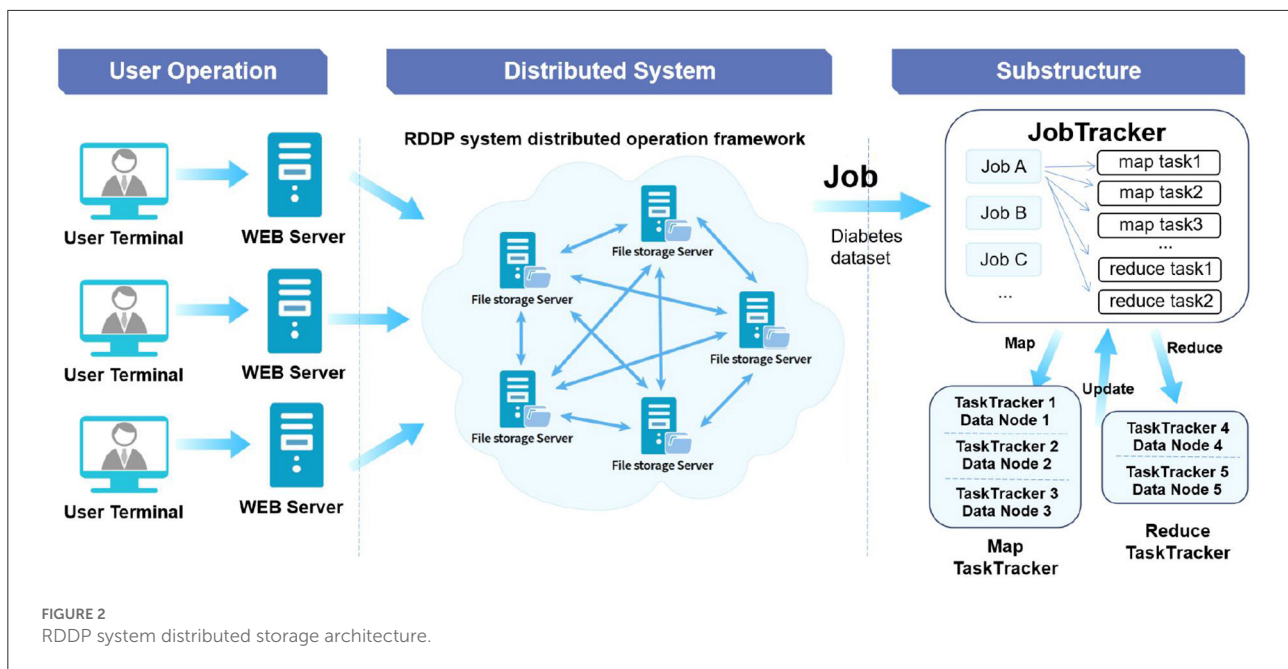 User Operation
Distributed System
Substructure
User Terminal
WEB Server
User Terminal
WEB Server
User Terminal
WEB Server
RDDP system distributed operation framework
File storage Server
File storage Server
File storage Server
File storage Server
File storage Server
Job
Diabetes
dataset
JobTracker
Job A
Job B
Job C
...
map task1
map task2
map task3
...
reduce task1
reduce task2
Map
Update
Reduce
TaskTracker 1
Data Node 1
TaskTracker 2
Data Node 2
TaskTracker 3
Data Node 3
Map
TaskTracker
TaskTracker 4
Data Node 4
TaskTracker 5
Data Node 5
Reduce
TaskTracker
FIGURE 2
RDDP system distributed storage architecture.